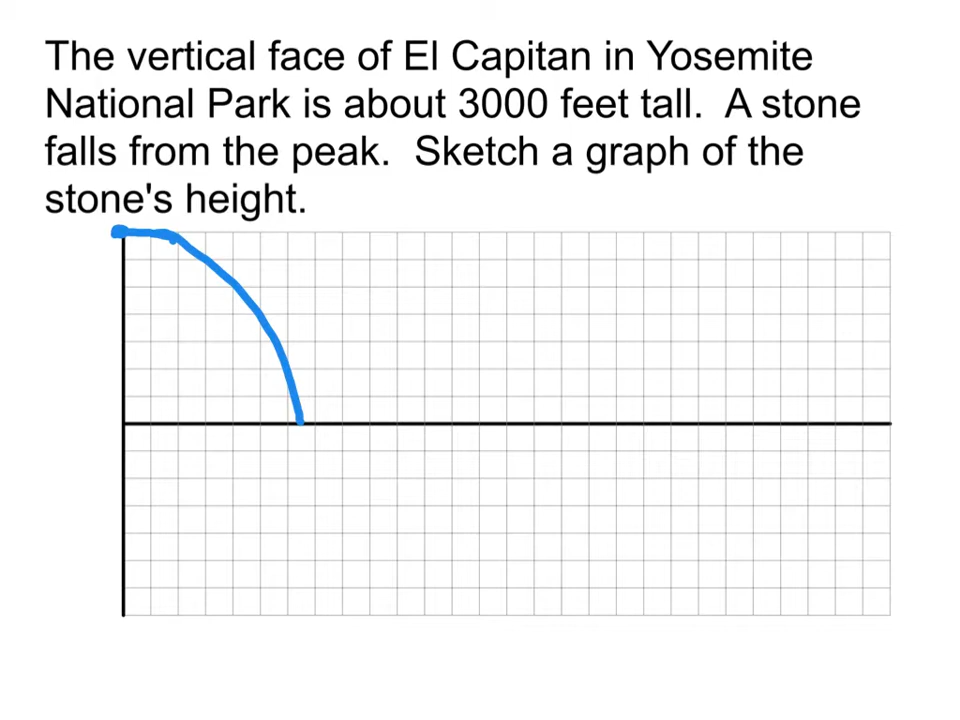 The vertical face of El Capitan in Yosemite
National Park is about 3000 feet tall.  A stone
falls from the peak.  Sketch a graph of the
stone's height.